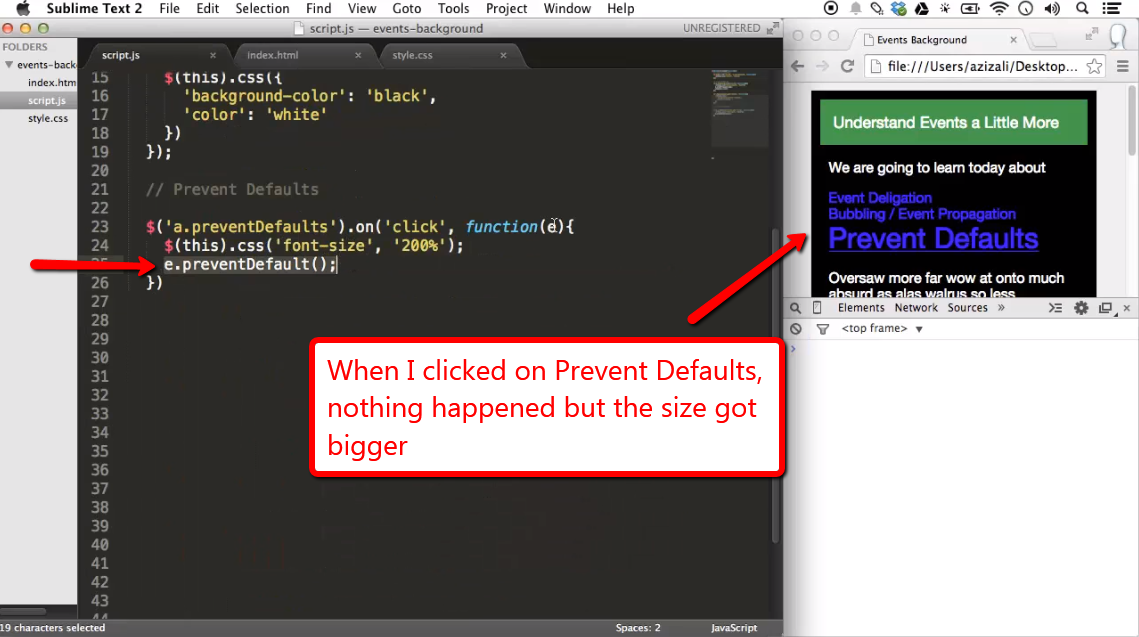 Sublime Text 2 File Edit Selection Find View Goto Tools Project Window Help
script.js — events-background
UNREGISTERED
FOLDERS
events-back
index.htm
script.js
style.css
script.js × index.html × style.css ×
15 $(this).css({
16 'background-color': 'black',
17 'color': 'white'
18 })
19 });
20
21 // Prevent Defaults
22
23 $('a.preventDefaults').on('click', function(e){
24 $(this).css('font-size', '200%');
25 e.preventDefault();
26 })
27
28
29
30
31
32
33
34
35
36
37
38
39
40
41
42
43
44
When I clicked on Prevent Defaults,
nothing happened but the size got
bigger
19 characters selected
Spaces: 2
JavaScript
Events Background ×
file:///Users/azizali/Desktop...
Understand Events a Little More
We are going to learn today about
Event Deligation
Bubbling / Event Propagation
Prevent Defaults
Oversaw more far wow at onto much
absurd as alas walrus so less
Elements Network Sources »
<top frame> ▼